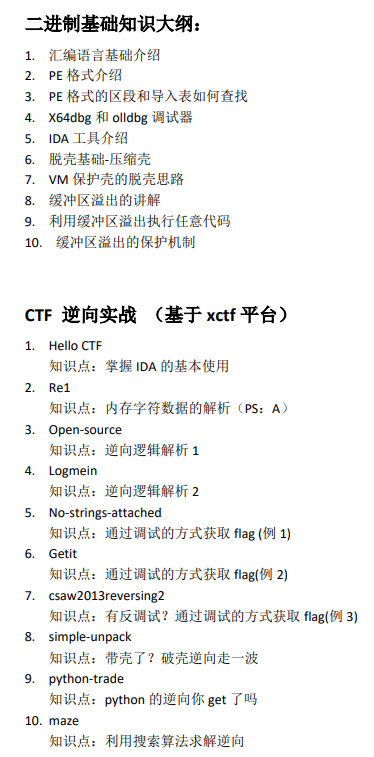 二进制基础知识大纲：
1. 汇编语言基础介绍
2. PE 格式介绍
3. PE 格式的区段和导入表如何查找
4. X64dbg 和 olldbg 调试器
5. IDA 工具介绍
6. 脱壳基础-压缩壳
7. VM 保护壳的脱壳思路
8. 缓冲区溢出的讲解
9. 利用缓冲区溢出执行任意代码
10. 缓冲区溢出的保护机制
CTF 逆向实战 （基于 xctf 平台）
1. Hello CTF
知识点：掌握 IDA 的基本使用
2. Re1
知识点：内存字符数据的解析（PS：A）
3. Open-source
知识点：逆向逻辑解析 1
4. Logmein
知识点：逆向逻辑解析 2
5. No-strings-attached
知识点：通过调试的方式获取 flag (例 1)
6. Getit
知识点：通过调试的方式获取 flag(例 2)
7. csaw2013reversing2
知识点：有反调试？通过调试的方式获取 flag(例 3)
8. simple-unpack
知识点：带壳了？破壳逆向走一波
9. python-trade
知识点：python 的逆向你 get 了吗
10. maze
知识点：利用搜索算法求解逆向